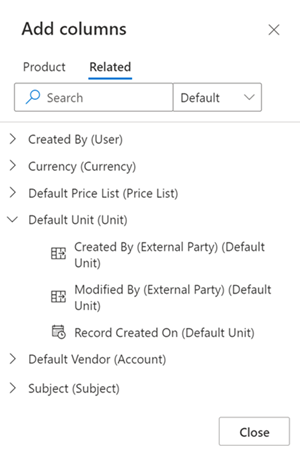 Add columns
Product Related
Search Default
Created By (User)
Currency (Currency)
Default Price List (Price List)
Default Unit (Unit)
Created By (External Party) (Default
Unit)
Modified By (External Party) (Default
Unit)
Record Created On (Default Unit)
Default Vendor (Account)
Subject (Subject)
Close